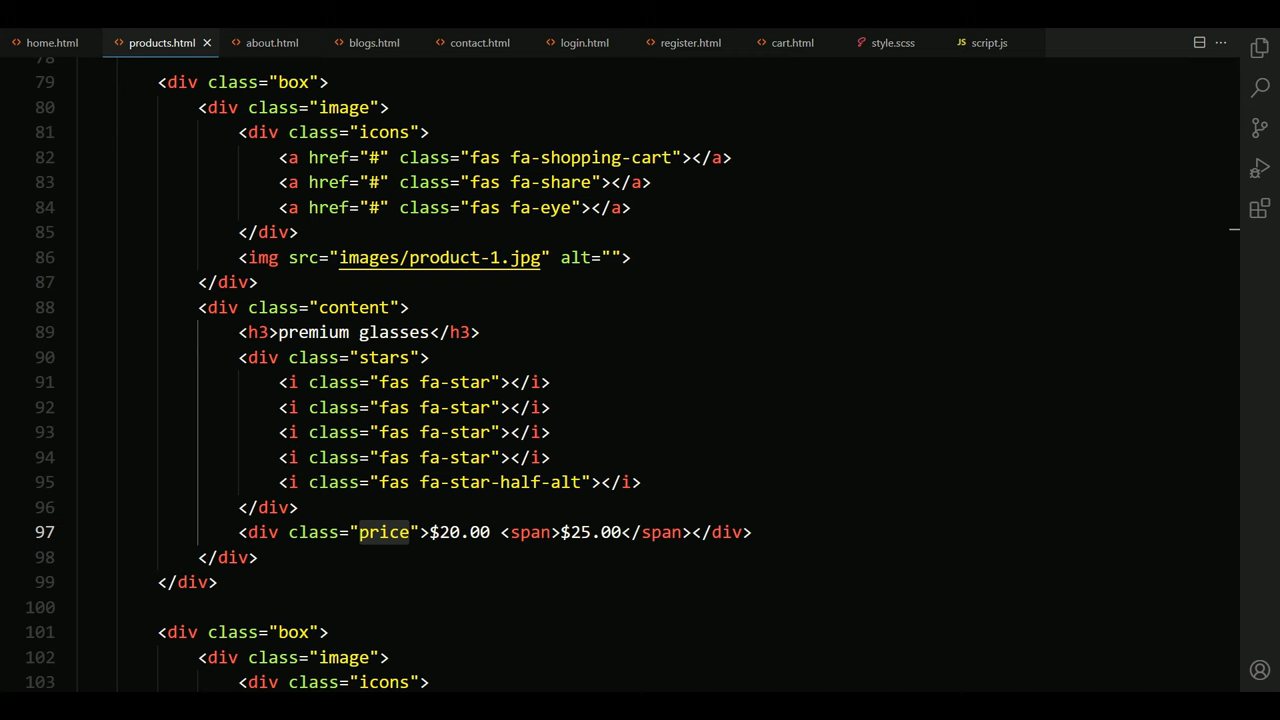 home.html products.html about.html blogs.html contact.html login.html register.html cart.html style.scss JS script.js
78
79 <div class="box">
80 <div class="image">
81 <div class="icons">
82 <a href="#" class="fas fa-shopping-cart"></a>
83 <a href="#" class="fas fa-share"></a>
84 <a href="#" class="fas fa-eye"></a>
85 </div>
86 <img src="images/product-1.jpg" alt="">
87 </div>
88 <div class="content">
89 <h3>premium glasses</h3>
90 <div class="stars">
91 <i class="fas fa-star"></i>
92 <i class="fas fa-star"></i>
93 <i class="fas fa-star"></i>
94 <i class="fas fa-star"></i>
95 <i class="fas fa-star-half-alt"></i>
96 </div>
97 <div class="price">$20.00 <span>$25.00</span></div>
98 </div>
99 </div>
100
101 <div class="box">
102 <div class="image">
103 <div class="icons">